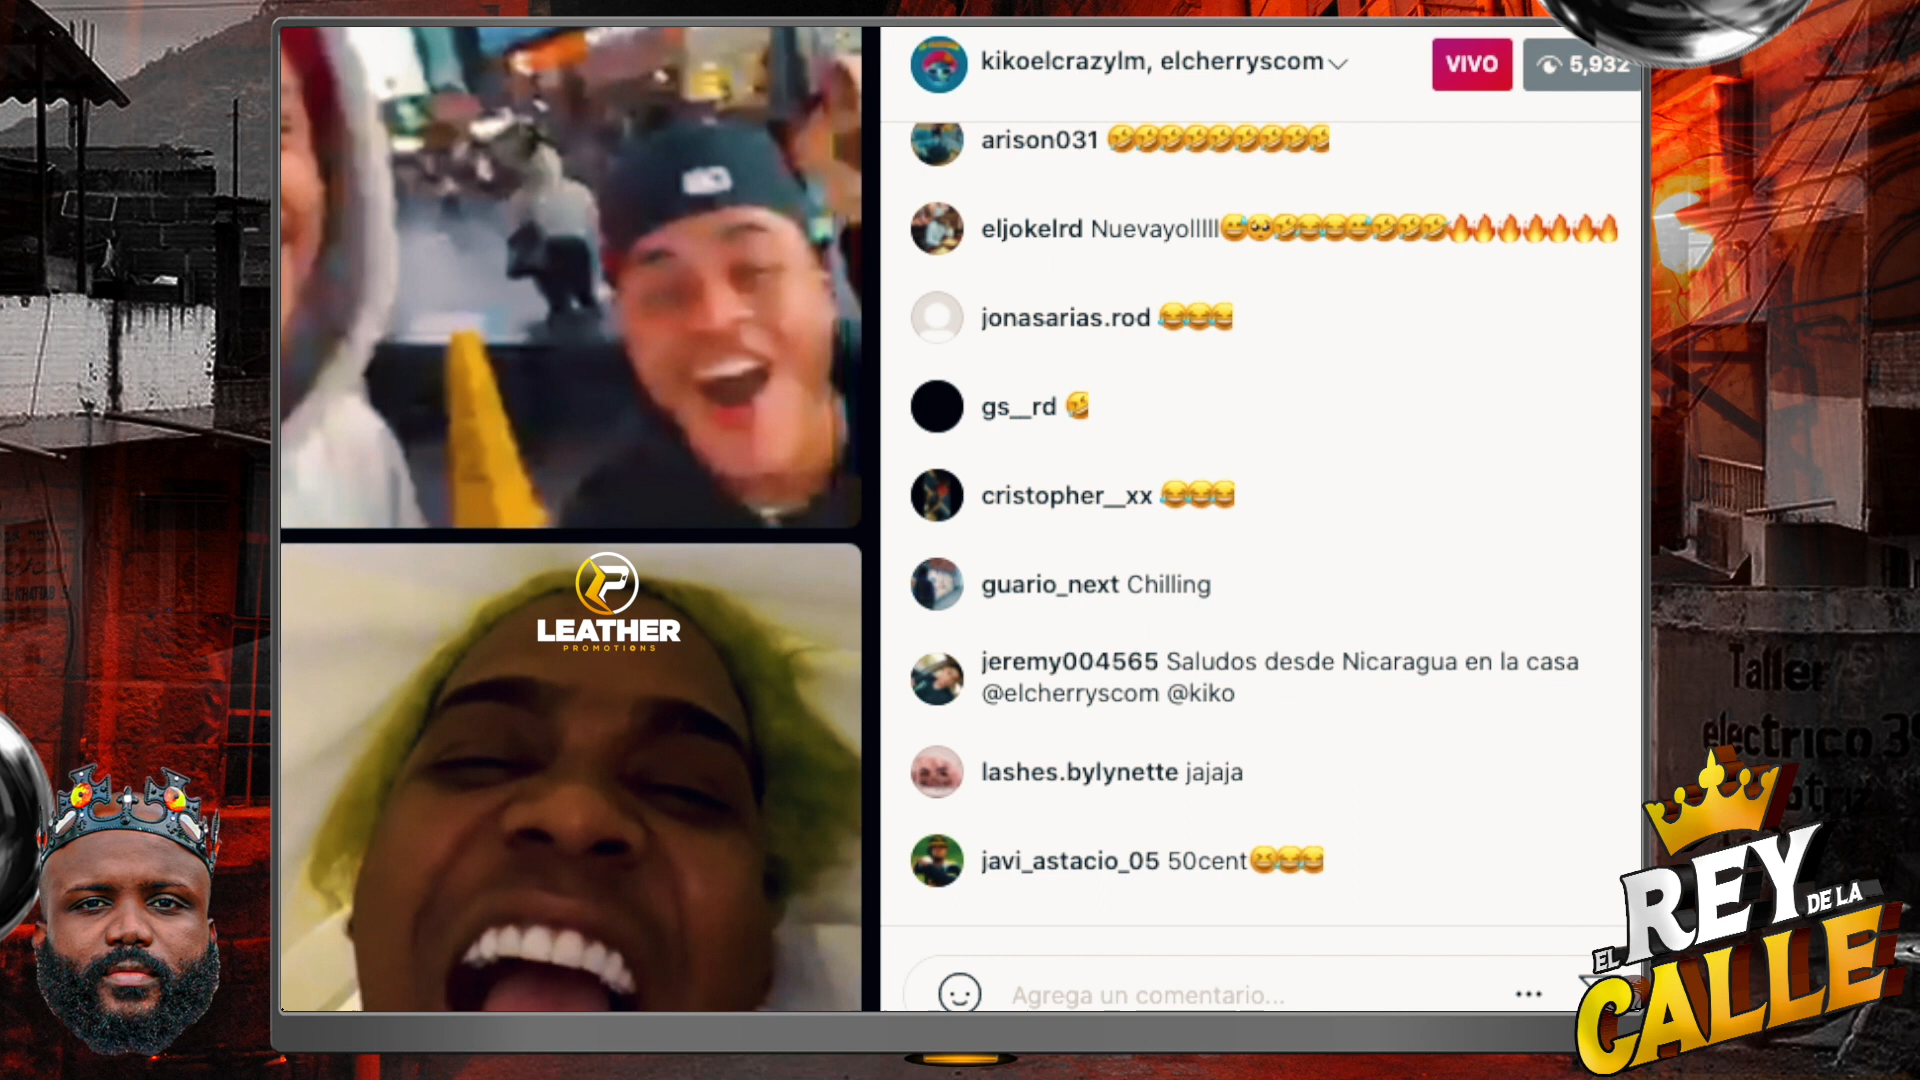 kikoelcrazylm, elcherryscom
VIVO
5,932
arison031 🤣🤣🤣🤣🤣🤣🤣🤣🤣
eljokelrd Nuevayolllll😅🥺🤣😂😂😅🤣🤣🤣🔥🔥🔥🔥🔥🔥🔥
jonasarias.rod 😂😂😂
gs__rd 🤣
cristopher__xx 😂😂😂
guario_next Chilling
jeremy004565 Saludos desde Nicaragua en la casa
@elcherryscom @kiko
lashes.bylynette jajaja
javi_astacio_05 50cent😆😂😂
Agrega un comentario...
LEATHER
PROMOTIONS
Taller
electrico
EL REY DE LA
CALLE